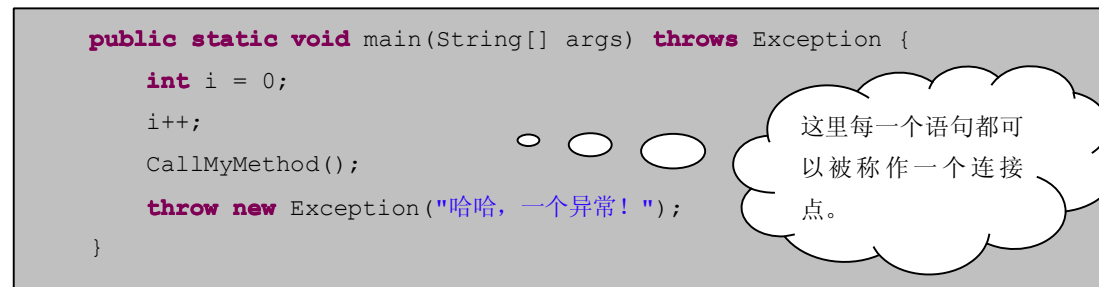 public static void main(String[] args) throws Exception {
int i = 0;
i++;
CallMyMethod();
throw new Exception("哈哈，一个异常！");
}
这里每一个语句都可
以被称作一个连接
点。